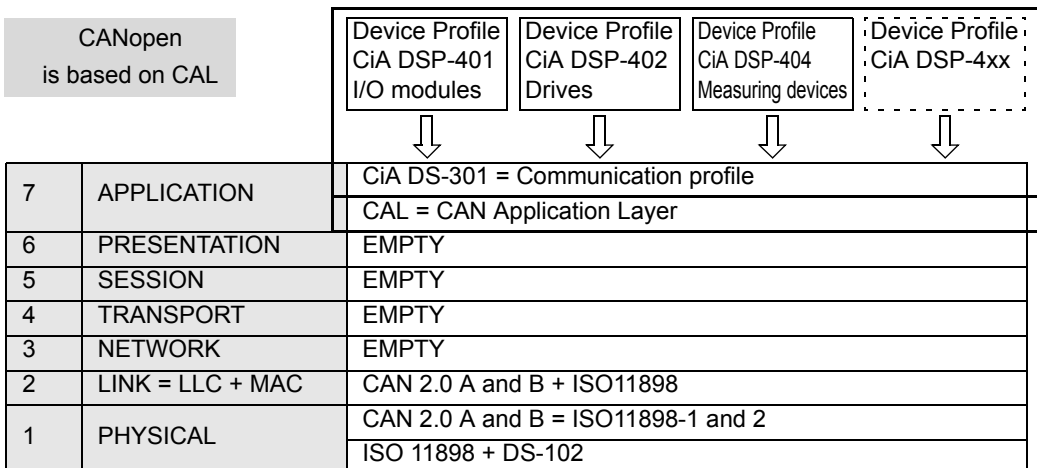 CANopen
is based on CAL
Device Profile
CiA DSP-401
I/O modules
Device Profile
CiA DSP-402
Drives
Device Profile
CiA DSP-404
Measuring devices
Device Profile
CiA DSP-4xx
7
APPLICATION
CiA DS-301 = Communication profile
CAL = CAN Application Layer
6
PRESENTATION
EMPTY
5
SESSION
EMPTY
4
TRANSPORT
EMPTY
3
NETWORK
EMPTY
2
LINK = LLC + MAC
CAN 2.0 A and B + ISO11898
1
PHYSICAL
CAN 2.0 A and B = ISO11898-1 and 2
ISO 11898 + DS-102